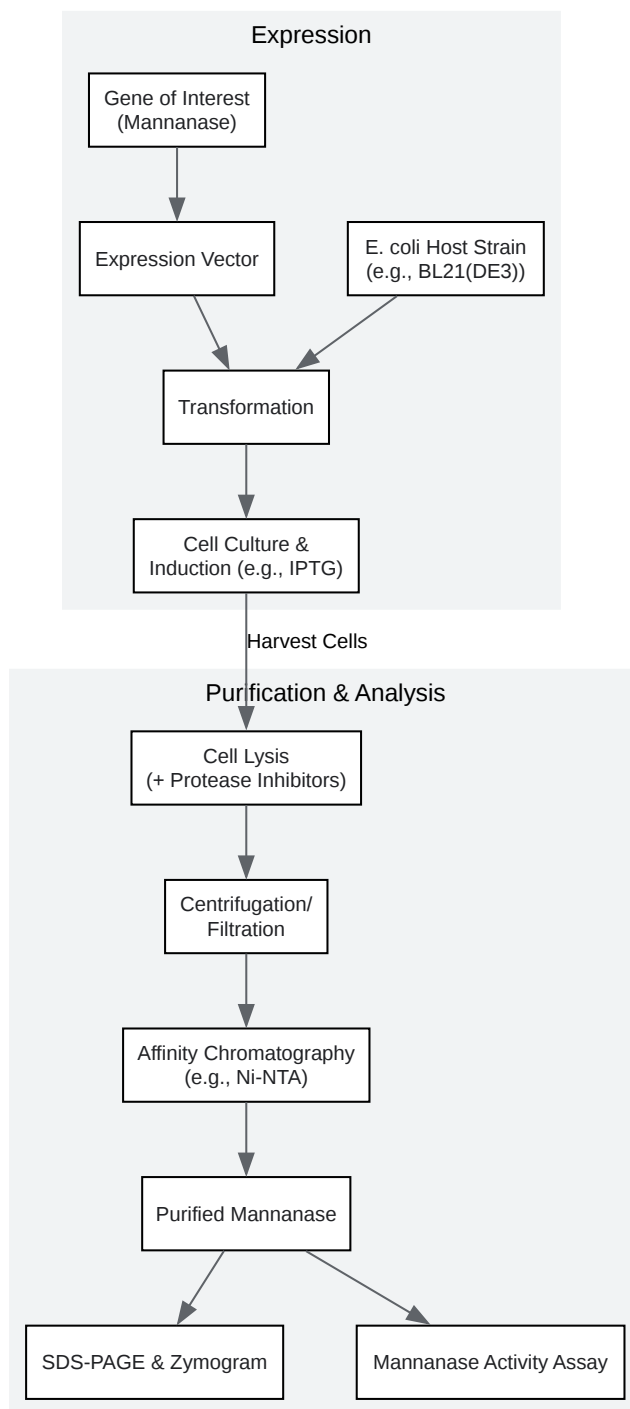 Expression
Gene of Interest
(Mannanase)
Expression Vector
E. coli Host Strain
(e.g., BL21(DE3))
Transformation
Cell Culture &
Induction (e.g., IPTG)
Harvest Cells
Purification & Analysis
Cell Lysis
(+ Protease Inhibitors)
Centrifugation/
Filtration
Affinity Chromatography
(e.g., Ni-NTA)
Purified Mannanase
SDS-PAGE & Zymogram
Mannanase Activity Assay